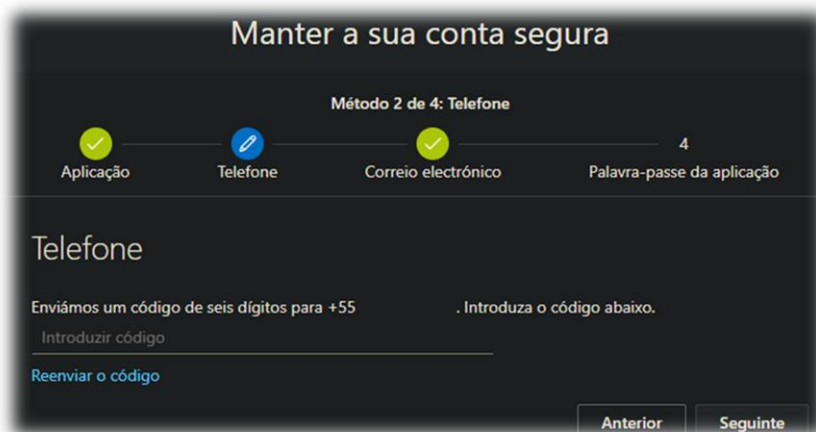 Manter a sua conta segura
Método 2 de 4: Telefone
4
Aplicação Telefone Correio electrónico Palavra-passe da aplicação
Telefone
Enviámos um código de seis dígitos para +55 . Introduza o código abaixo.
Introduzir código
Reenviar o código
Anterior Seguinte